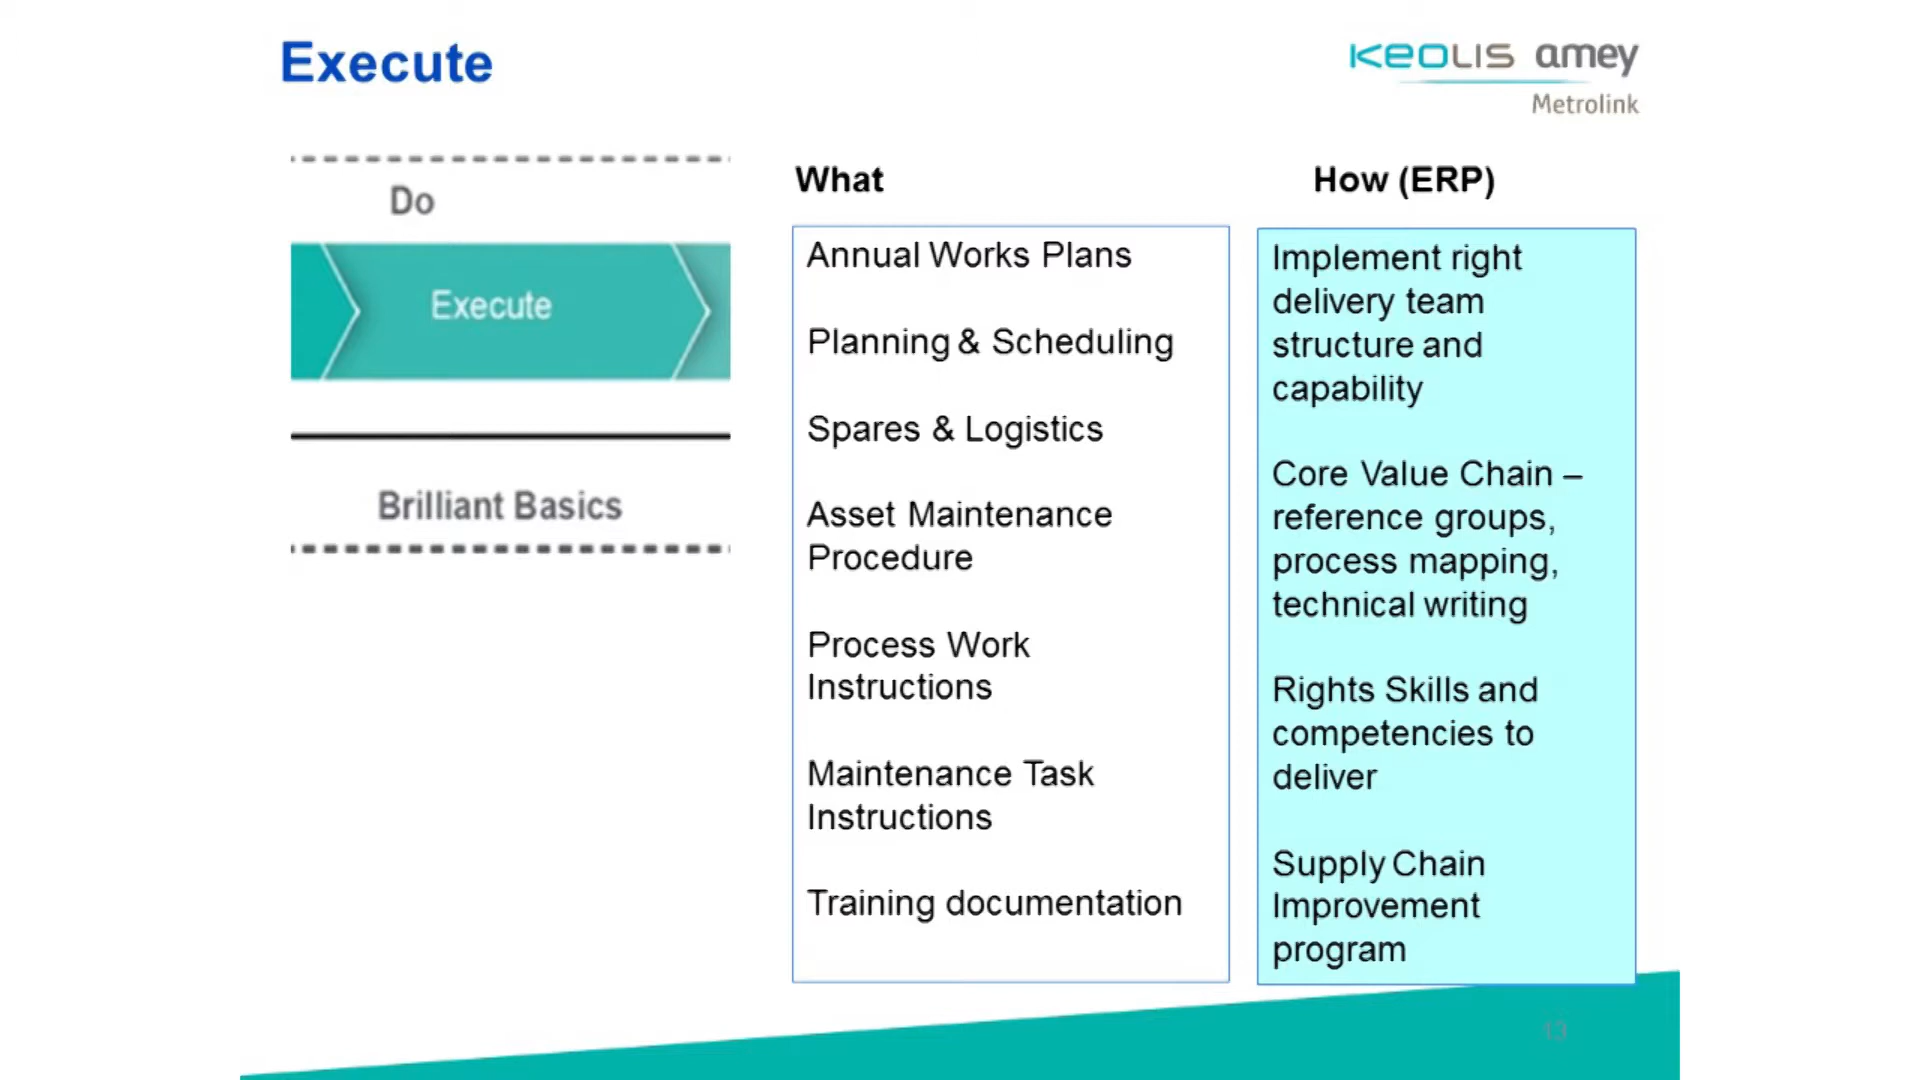 Execute
KEOLIS amey
Metrolink
Do
Execute
Brilliant Basics
What
Annual Works Plans
Planning & Scheduling
Spares & Logistics
Asset Maintenance
Procedure
Process Work
Instructions
Maintenance Task
Instructions
Training documentation
How (ERP)
Implement right
delivery team
structure and
capability
Core Value Chain –
reference groups,
process mapping,
technical writing
Rights Skills and
competencies to
deliver
Supply Chain
Improvement
program
13